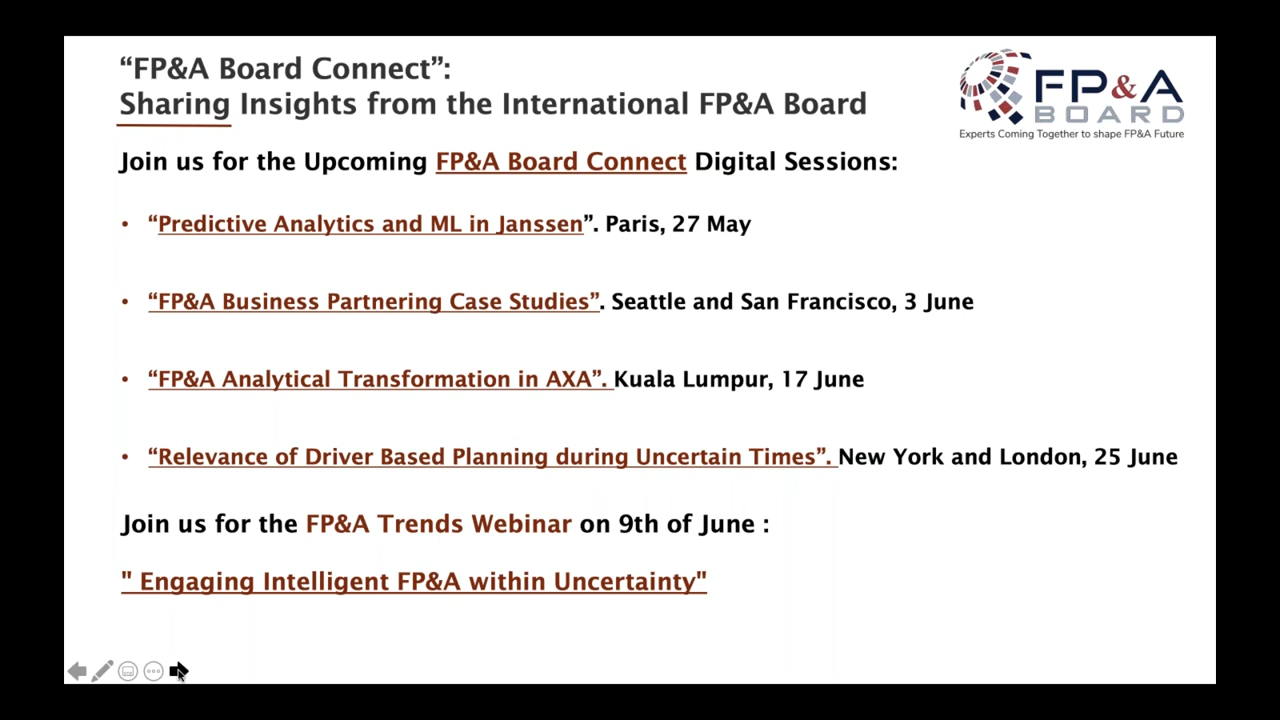 “FP&A Board Connect”:
Sharing Insights from the International FP&A Board
FP&A
BOARD
Experts Coming Together to shape FP&A Future
Join us for the Upcoming FP&A Board Connect Digital Sessions:
• “Predictive Analytics and ML in Janssen”. Paris, 27 May
• “FP&A Business Partnering Case Studies”. Seattle and San Francisco, 3 June
• “FP&A Analytical Transformation in AXA”. Kuala Lumpur, 17 June
• “Relevance of Driver Based Planning during Uncertain Times”. New York and London, 25 June
Join us for the FP&A Trends Webinar on 9th of June :
" Engaging Intelligent FP&A within Uncertainty"